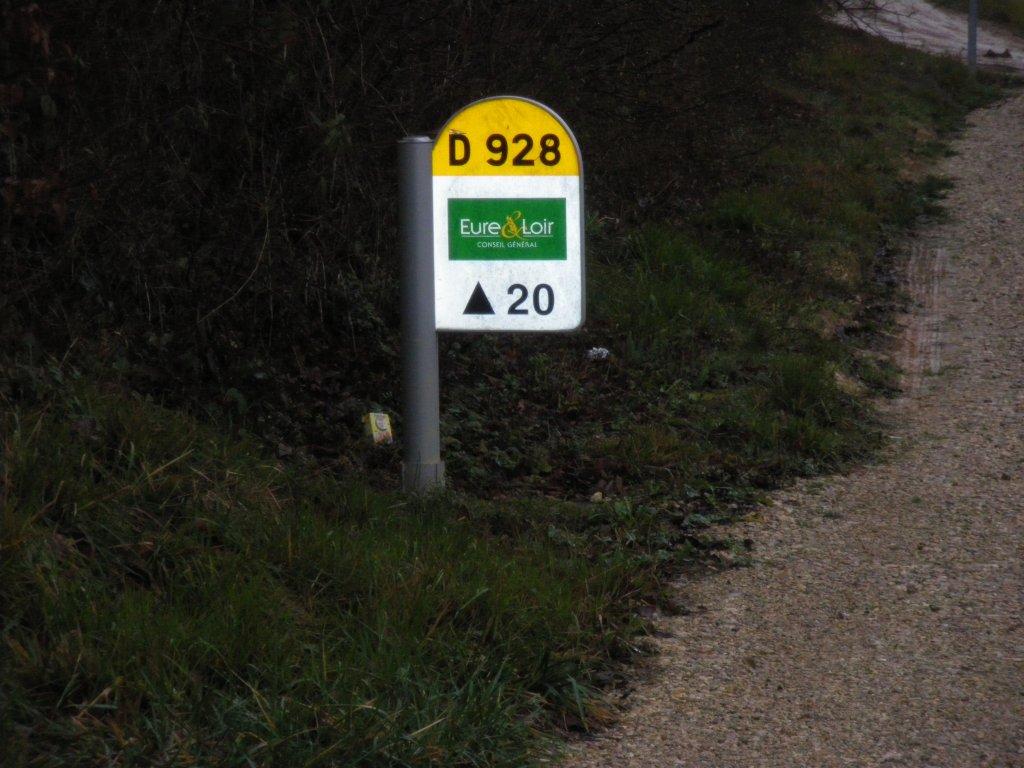 D 928
Eure & Loir
CONSEIL GÉNÉRAL
▲ 20